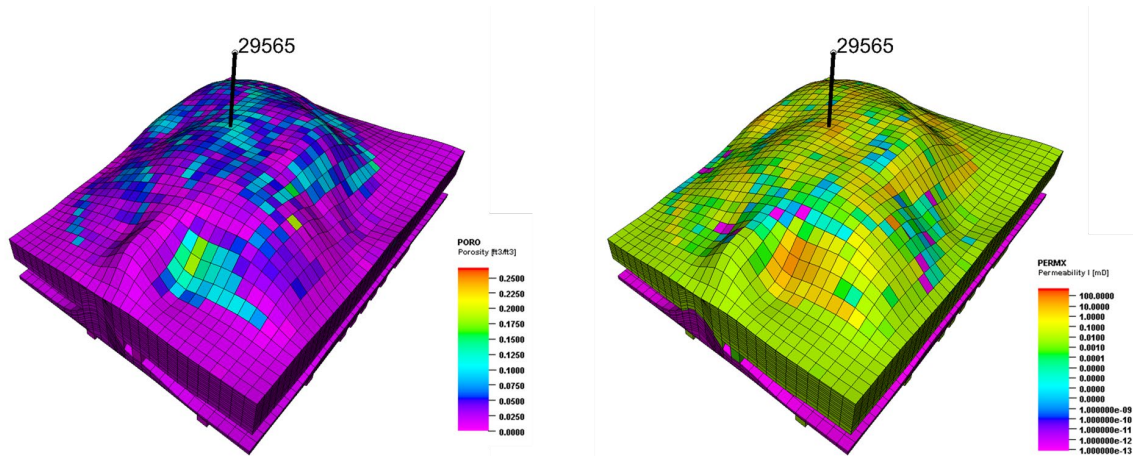 29565
PORO
Porosity [ft3/ft3]
0.2500
0.2250
0.2000
0.1750
0.1500
0.1250
0.1000
0.0750
0.0500
0.0250
0.0000
29565
PERMX
Permeability I [mD]
100.0000
10.0000
1.0000
0.1000
0.0100
0.0010
0.0001
0.0000
0.0000
0.0000
1.000000e-09
1.000000e-10
1.000000e-11
1.000000e-12
1.000000e-13